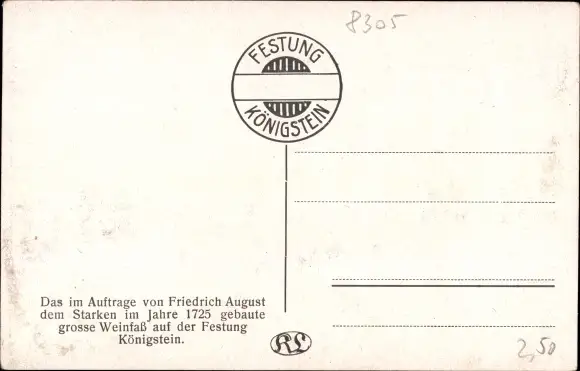 8305
FESTUNG
KÖNIGSTEIN
Das im Auftrage von Friedrich August
dem Starken im Jahre 1725 gebaute
grosse Weinfaß auf der Festung
Königstein.
RL
2,50